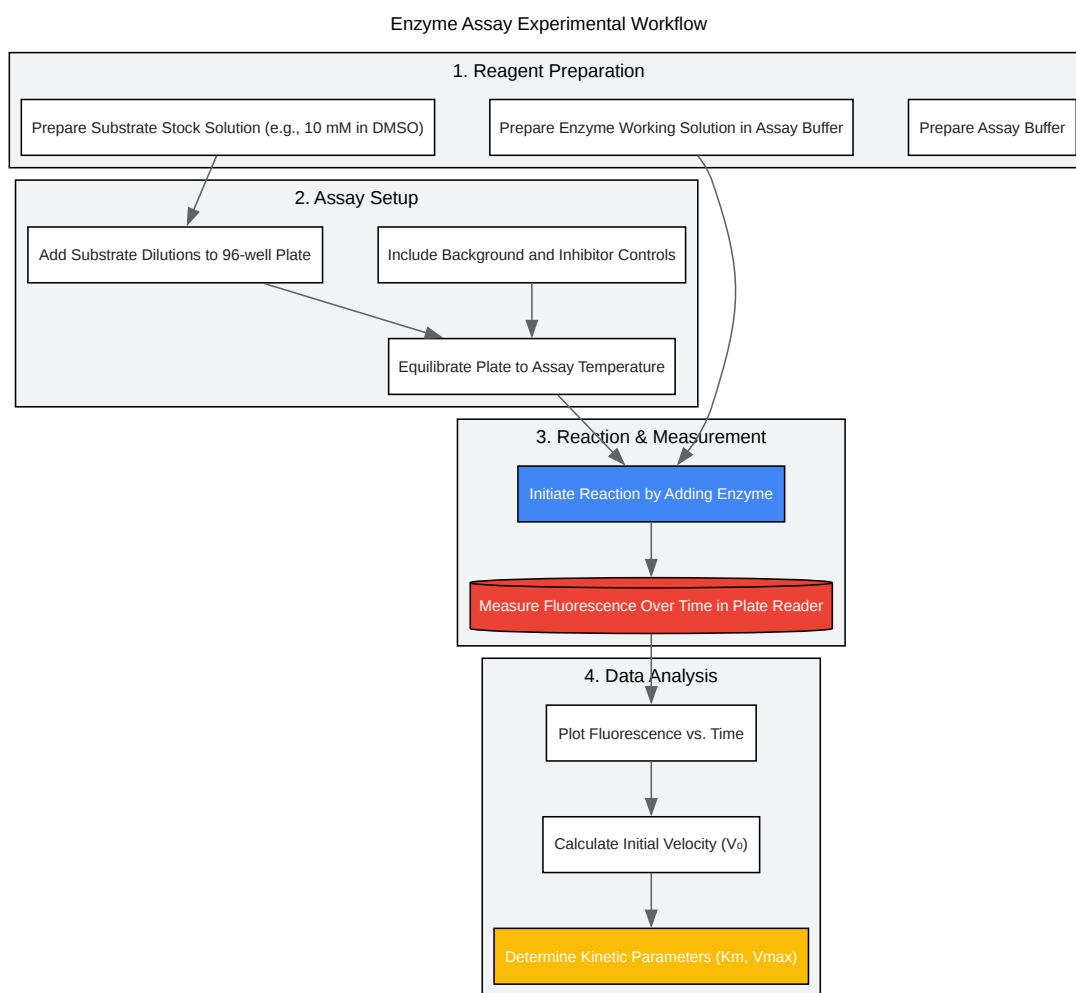 Enzyme Assay Experimental Workflow
1. Reagent Preparation
Prepare Substrate Stock Solution (e.g., 10 mM in DMSO)
Prepare Enzyme Working Solution in Assay Buffer
Prepare Assay Buffer
2. Assay Setup
Add Substrate Dilutions to 96-well Plate
Include Background and Inhibitor Controls
Equilibrate Plate to Assay Temperature
3. Reaction & Measurement
Initiate Reaction by Adding Enzyme
Measure Fluorescence Over Time in Plate Reader
4. Data Analysis
Plot Fluorescence vs. Time
Calculate Initial Velocity (V₀)
Determine Kinetic Parameters (Km, Vmax)